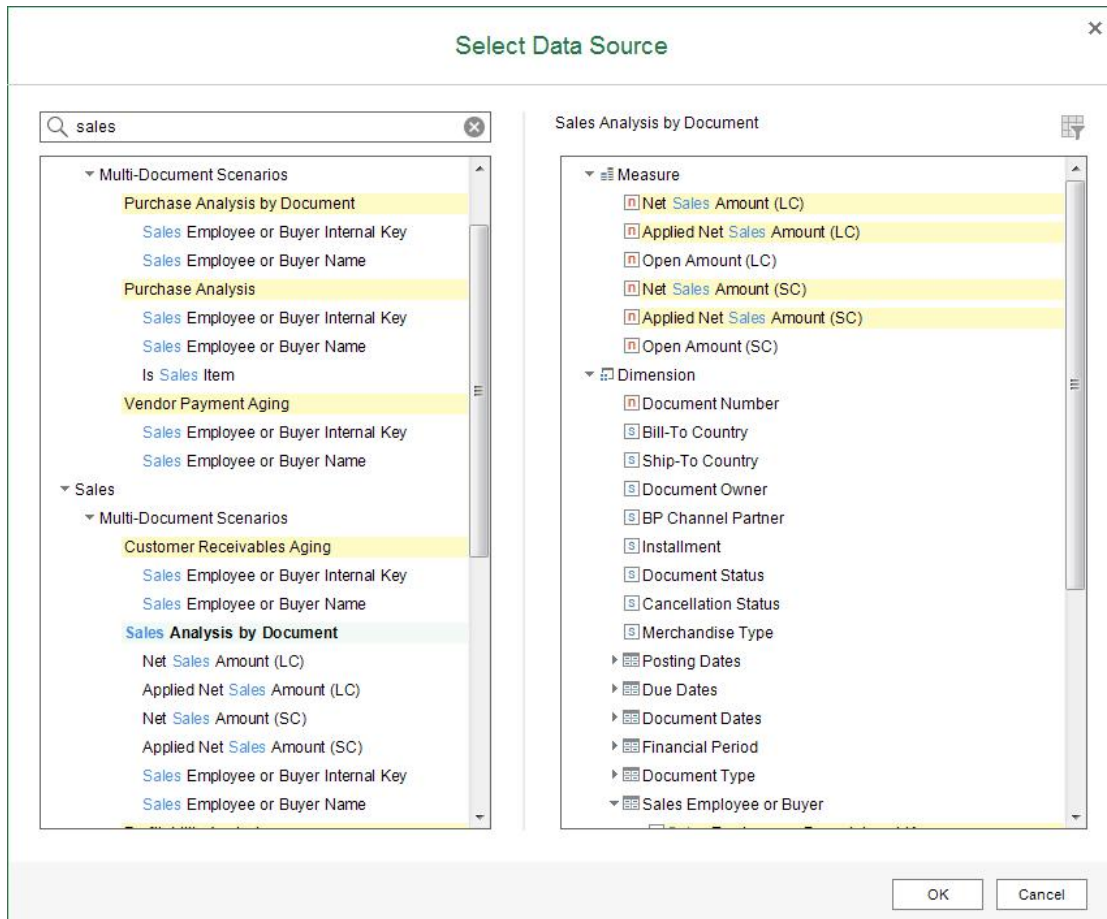 Select Data Source
sales
Multi-Document Scenarios
Purchase Analysis by Document
Sales Employee or Buyer Internal Key
Sales Employee or Buyer Name
Purchase Analysis
Sales Employee or Buyer Internal Key
Sales Employee or Buyer Name
Is Sales Item
Vendor Payment Aging
Sales Employee or Buyer Internal Key
Sales Employee or Buyer Name
Sales
Multi-Document Scenarios
Customer Receivables Aging
Sales Employee or Buyer Internal Key
Sales Employee or Buyer Name
Sales Analysis by Document
Net Sales Amount (LC)
Applied Net Sales Amount (LC)
Net Sales Amount (SC)
Applied Net Sales Amount (SC)
Sales Employee or Buyer Internal Key
Sales Employee or Buyer Name
Sales Analysis by Document
Measure
n Net Sales Amount (LC)
n Applied Net Sales Amount (LC)
n Open Amount (LC)
n Net Sales Amount (SC)
n Applied Net Sales Amount (SC)
n Open Amount (SC)
Dimension
n Document Number
s Bill-To Country
s Ship-To Country
s Document Owner
s BP Channel Partner
s Installment
s Document Status
s Cancellation Status
s Merchandise Type
Posting Dates
Due Dates
Document Dates
Financial Period
Document Type
Sales Employee or Buyer
OK
Cancel